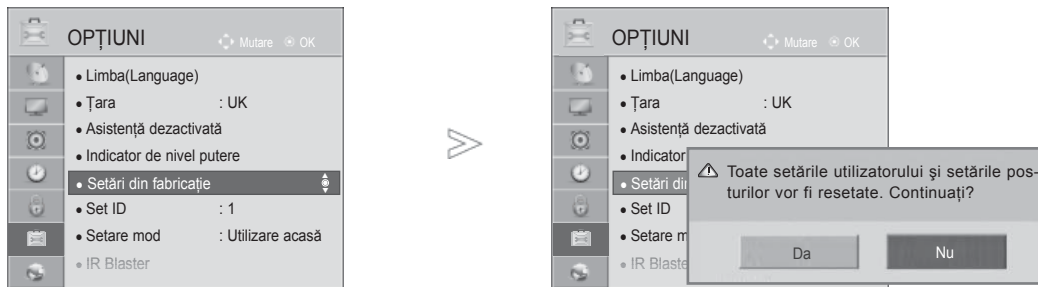 OPȚIUNI
Mutare OK
Limba(Language)
Țara : UK
Asistență dezactivată
Indicator de nivel putere
Setări din fabricație
Set ID : 1
Setare mod : Utilizare acasă
IR Blaster
OPȚIUNI
Mutare OK
Limba(Language)
Țara : UK
Asistență dezactivată
Indicator
Setări di
Set ID
Setare m
IR Blaste
Toate setările utilizatorului şi setările pos-
turilor vor fi resetate. Continuați?
Da
Nu